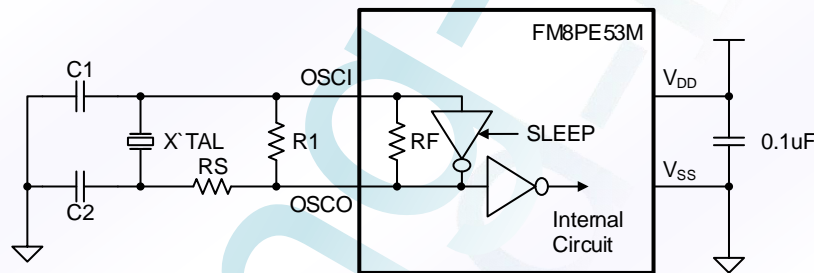 FM8PE53M
C1
OSCI
VDD
X`TAL
R1
RF
SLEEP
0.1uF
RS
VSS
C2
OSCO
Internal
Circuit